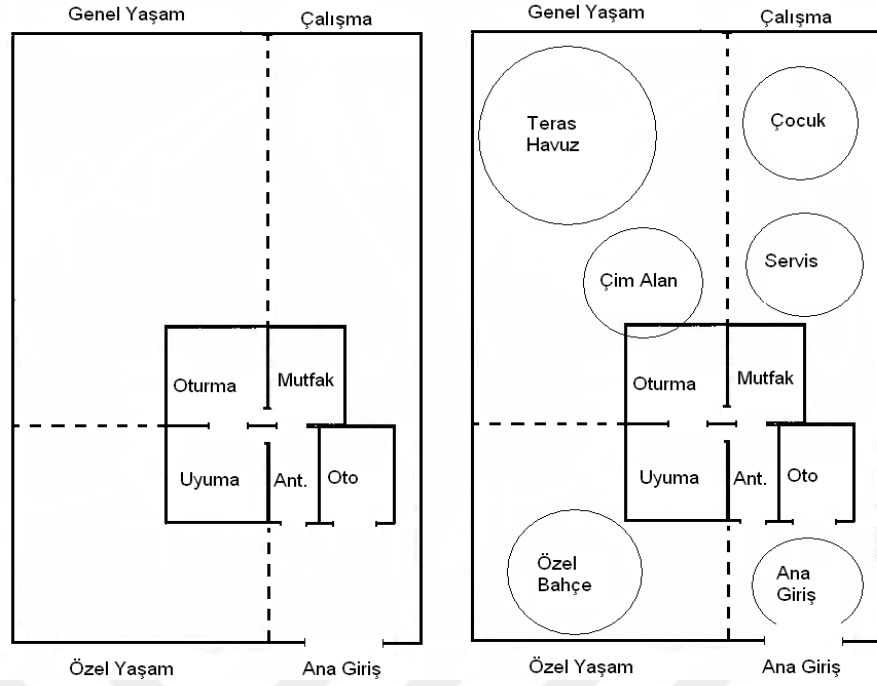 Genel Yaşam
Çalışma
Oturma
Mutfak
Uyuma
Ant.
Oto
Özel Yaşam
Ana Giriş
Genel Yaşam
Çalışma
Teras
Havuz
Çocuk
Çim Alan
Servis
Oturma
Mutfak
Uyuma
Ant.
Oto
Özel
Bahçe
Ana
Giriş
Özel Yaşam
Ana Giriş